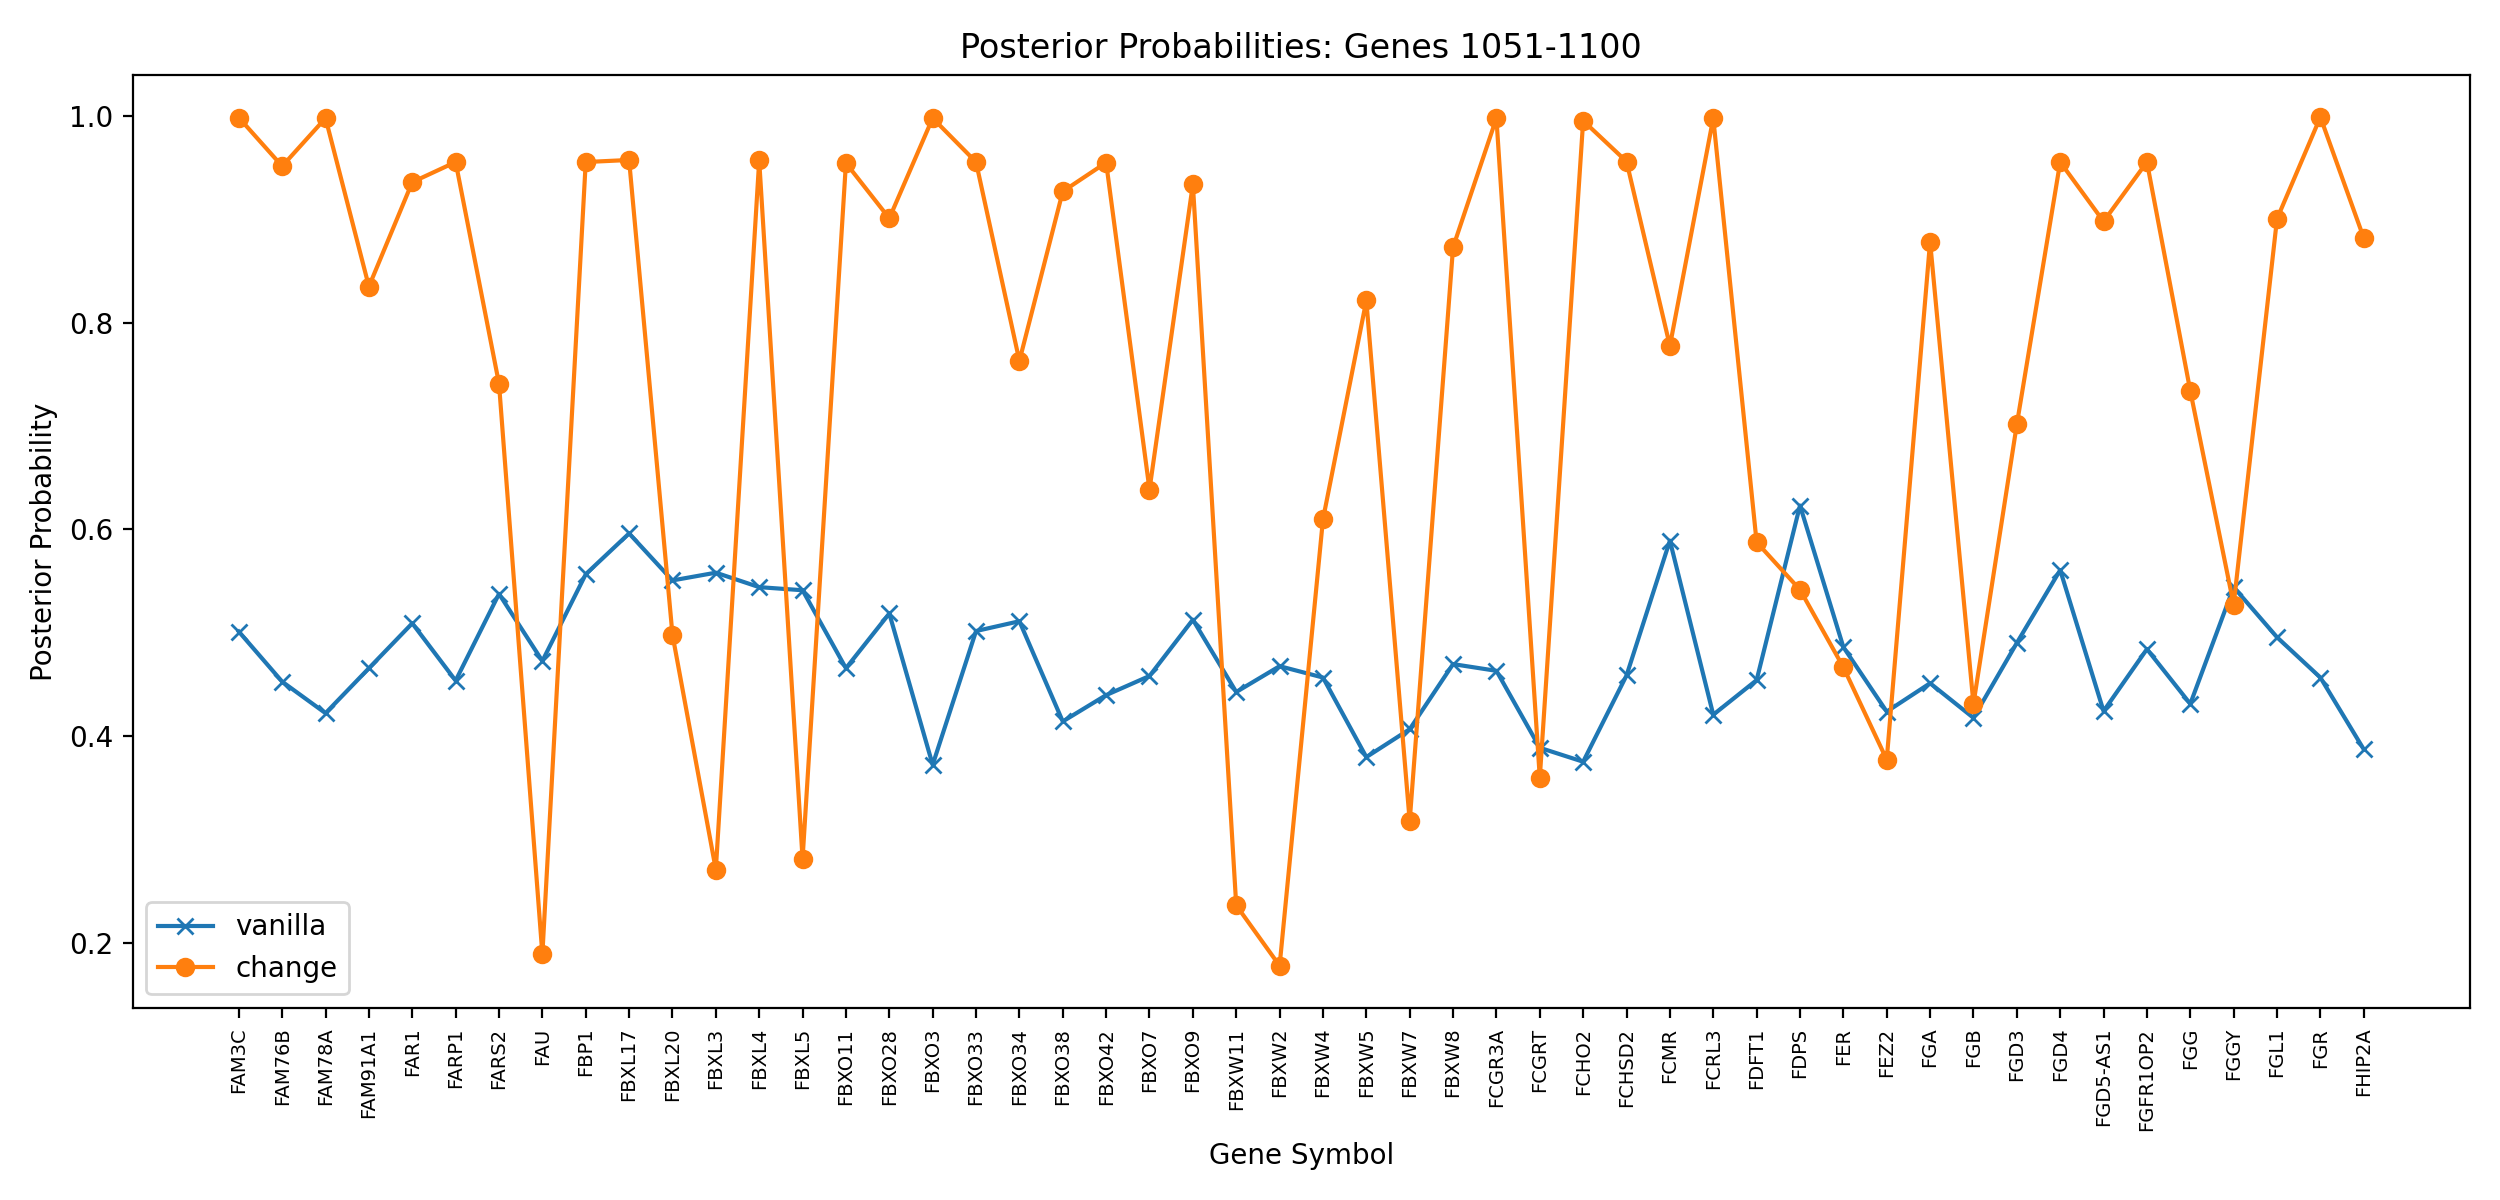 Posterior Probabilities: Genes 1051-1100
Posterior Probability
1.0
0.8
0.6
0.4
0.2
vanilla
change
FAM3C
FAM76B
FAM78A
FAM91A1
FAR1
FARP1
FARS2
FAU
FBP1
FBXL17
FBXL20
FBXL3
FBXL4
FBXL5
FBXO11
FBXO28
FBXO3
FBXO33
FBXO34
FBXO38
FBXO42
FBXO7
FBXO9
FBXW11
FBXW2
FBXW4
FBXW5
FBXW7
FBXW8
FCGR3A
FCGRT
FCHO2
FCHSD2
FCMR
FCRL3
FDFT1
FDPS
FER
FEZ2
FGA
FGB
FGD3
FGD4
FGD5-AS1
FGFR1OP2
FGG
FGGY
FGL1
FGR
FHIP2A
Gene Symbol